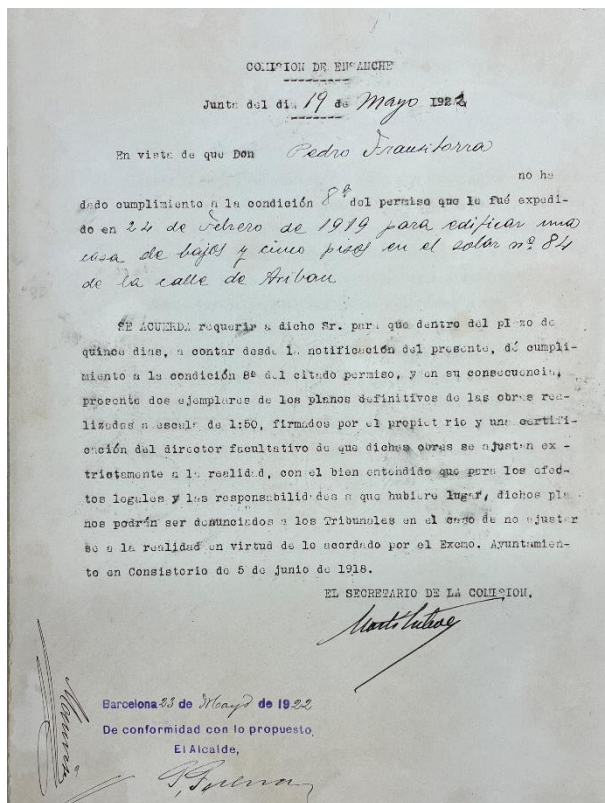 COMISION DE ENSANCHE
Junta del dia 19 de Mayo 1922
En vista de que Don Pedro Fransitorra
no ha
dado cumplimiento a la condición 8ª del permiso que le fué expedi-
do en 24 de Febrero de 1919 para edificar una
casa de bajos y cinco pisos en el solar nº 84
de la calle de Aribau
SE ACUERDA requerir a dicho Sr. para que dentro del plazo de
quince dias, a contar desde la notificación del presente, dé cumpli-
miento a la condición 8ª del citado permiso, y en su consecuencia,
presente dos ejemplares de los planos definitivos de las obras rea-
lizadas a escala de 1:50, firmados por el propietario y una certifi-
cación del director facultativo de que dichas obras se ajustan ex-
trictamente a la realidad, con el bien entendido que para los efec-
tos legales y las responsabilidades a que hubiere lugar, dichos pla
nos podrán ser denunciados a los Tribunales en el caso de no ajustar
se a la realidad en virtud de lo acordado por el Excmo. Ayuntamien-
to en Consistorio de 5 de junio de 1918.
EL SECRETARIO DE LA COMISION.
Barcelona 23 de Mayo de 1922
De conformidad con lo propuesto,
El Alcalde,